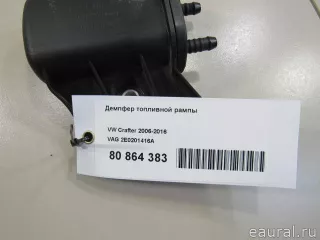 Демпфер топливной рампы
VW Crafter 2006-2016
VAG 2E0201416A
80 864 383
eaural.ru